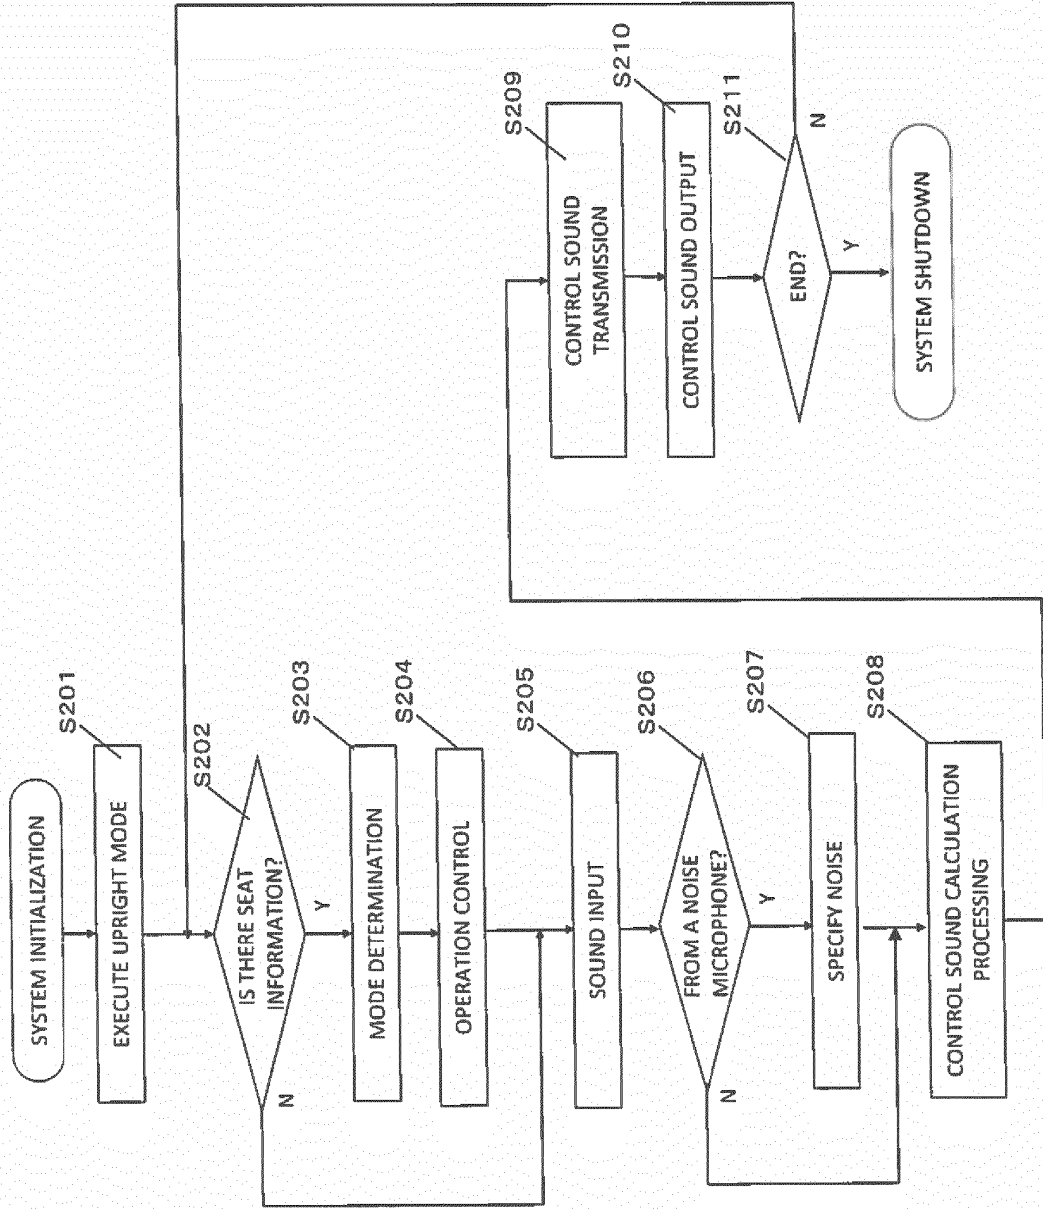 SYSTEM INITIALIZATION
S201
EXECUTE UPRIGHT MODE
S202
IS THERE SEAT
INFORMATION?
N
Y
S203
MODE DETERMINATION
S204
OPERATION CONTROL
S205
SOUND INPUT
S206
FROM A NOISE
MICROPHONE?
N
Y
S207
SPECIFY NOISE
S208
CONTROL SOUND CALCULATION
PROCESSING
S209
CONTROL SOUND
TRANSMISSION
S210
CONTROL SOUND OUTPUT
S211
END?
N
Y
SYSTEM SHUTDOWN